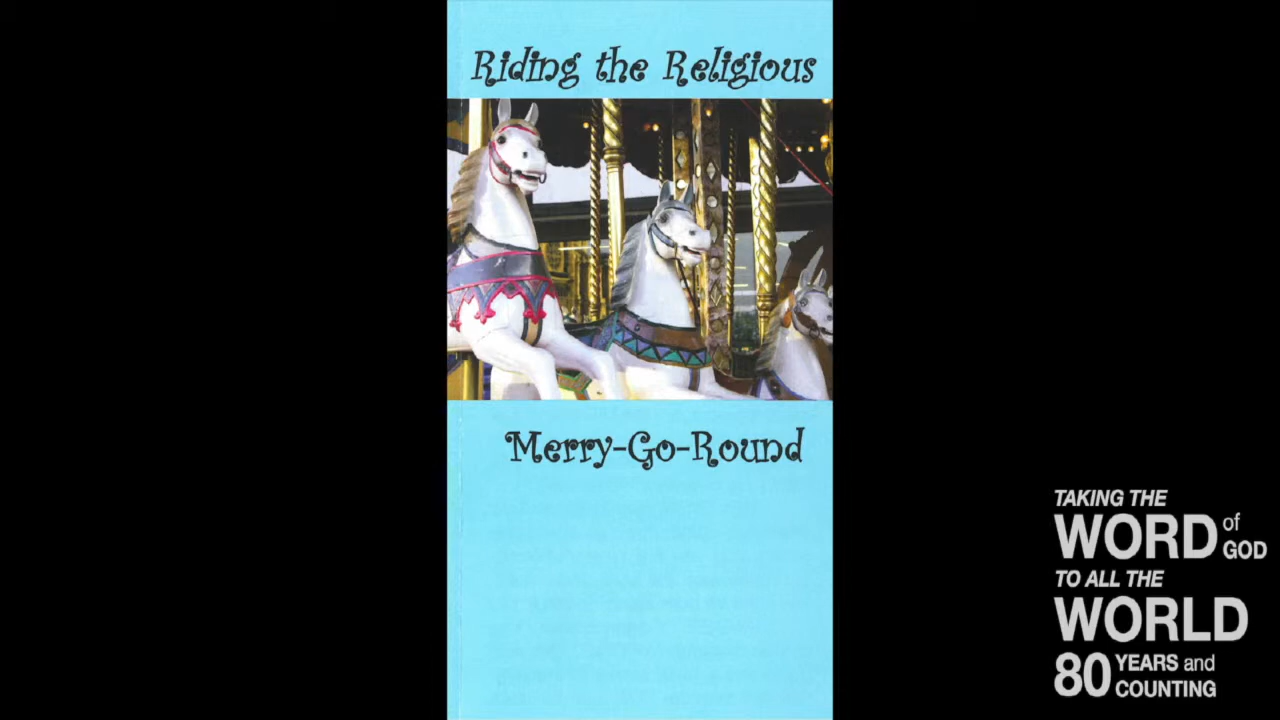 Riding the Religious
Merry-Go-Round
TAKING THE
WORD of GOD
TO ALL THE
WORLD
80 YEARS and COUNTING